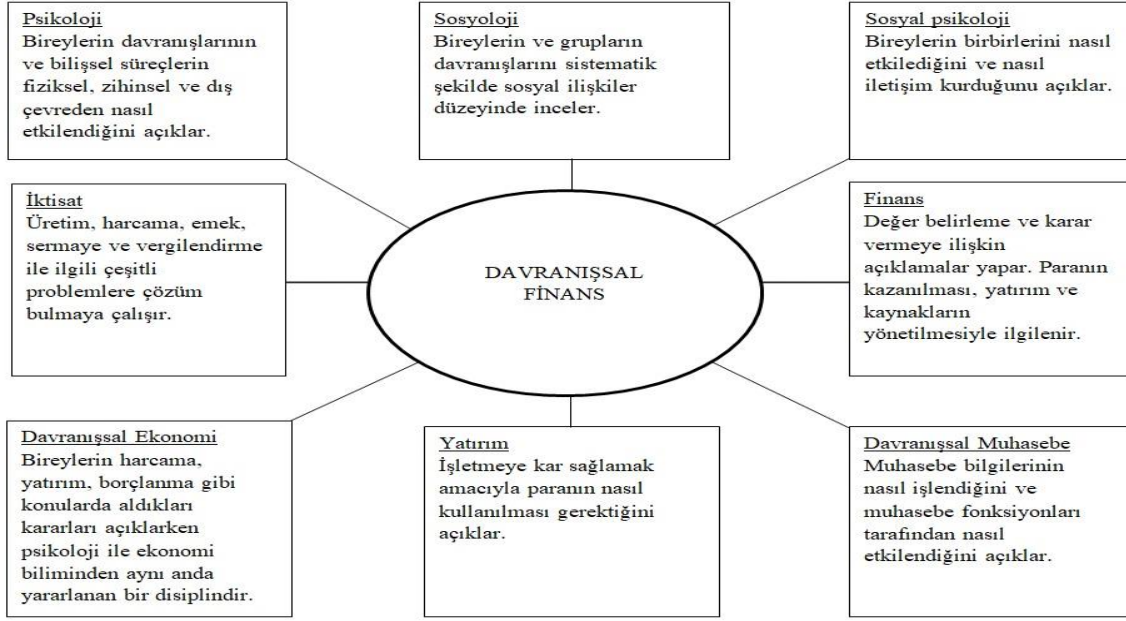 Psikoloji
Bireylerin davranışlarının
ve bilişsel süreçlerin
fiziksel, zihinsel ve dış
çevreden nasıl
etkilendiğini açıklar.
Sosyoloji
Bireylerin ve grupların
davranışlarını sistematik
şekilde sosyal ilişkiler
düzeyinde inceler.
Sosyal psikoloji
Bireylerin birbirlerini nasıl
etkilediğini ve nasıl
iletişim kurduğunu açıklar.
İktisat
Üretim, harcama, emek,
sermaye ve vergilendirme
ile ilgili çeşitli
problemlere çözüm
bulmaya çalışır.
DAVRANIŞSAL
FİNANS
Finans
Değer belirleme ve karar
vermeye ilişkin
açıklamalar yapar. Paranın
kazanılması, yatırım ve
kaynakların
yönetilmesiyle ilgilenir.
Davranışsal Ekonomi
Bireylerin harcama,
yatırım, borçlanma gibi
konularda aldıkları
kararları açıklarken
psikoloji ile ekonomi
biliminden aynı anda
yararlanan bir disiplindir.
Yatırım
İşletmeye kar sağlamak
amacıyla paranın nasıl
kullanılması gerektiğini
açıklar.
Davranışsal Muhasebe
Muhasebe bilgilerinin
nasıl işlendiğini ve
muhasebe fonksiyonları
tarafından nasıl
etkilendiğini açıklar.